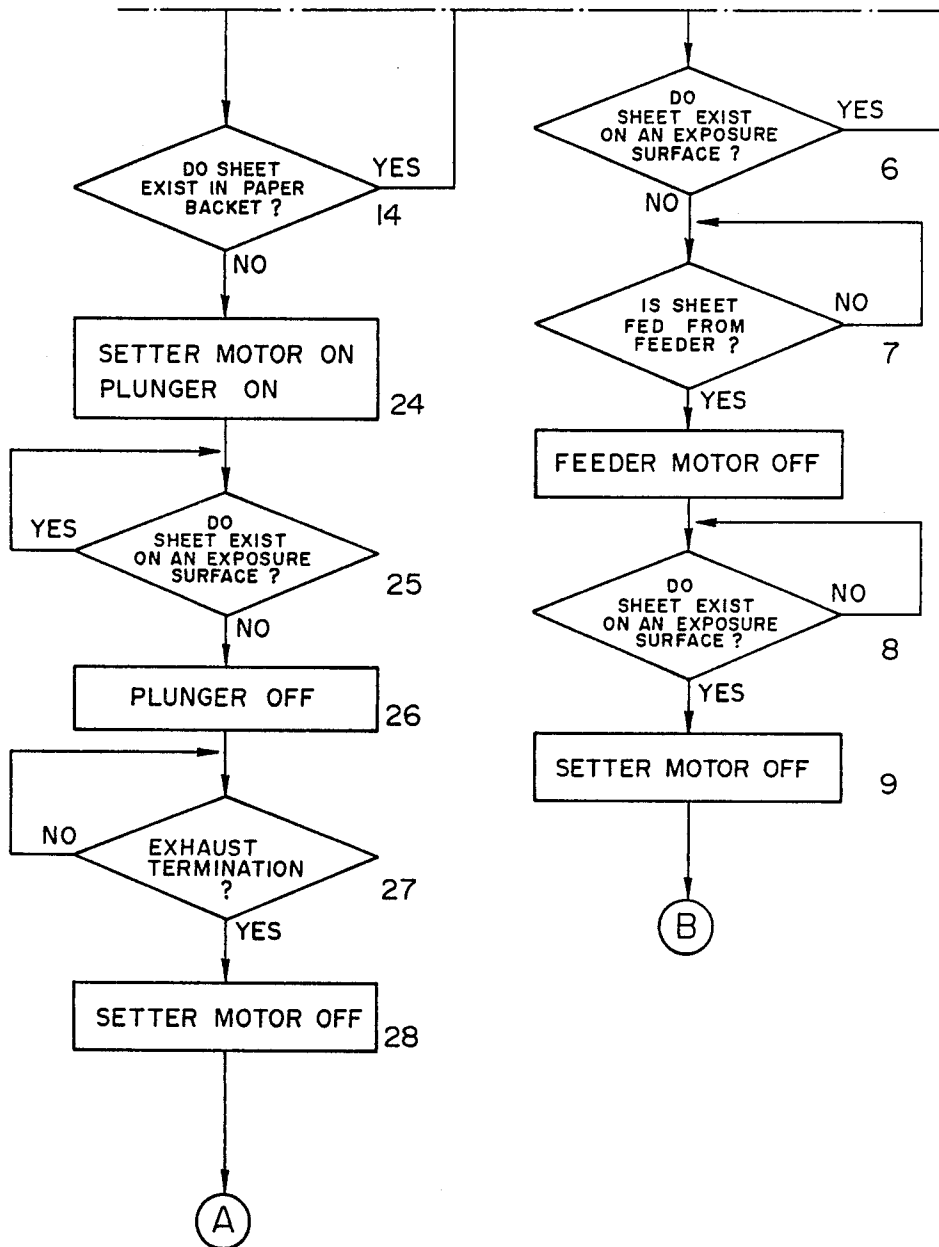 DO SHEET
EXIST IN PAPER
BACKET ?
YES
14
NO
SETTER MOTOR ON
PLUNGER ON
24
YES
DO
SHEET EXIST
ON AN EXPOSURE
SURFACE ?
25
NO
PLUNGER OFF
26
NO
EXHAUST
TERMINATION
?
27
YES
SETTER MOTOR OFF
28
A
DO
SHEET EXIST
ON AN EXPOSURE
SURFACE ?
YES
6
NO
IS SHEET
FED FROM
FEEDER ?
NO
7
YES
FEEDER MOTOR OFF
DO
SHEET EXIST
ON AN EXPOSURE
SURFACE ?
NO
8
YES
SETTER MOTOR OFF
9
B